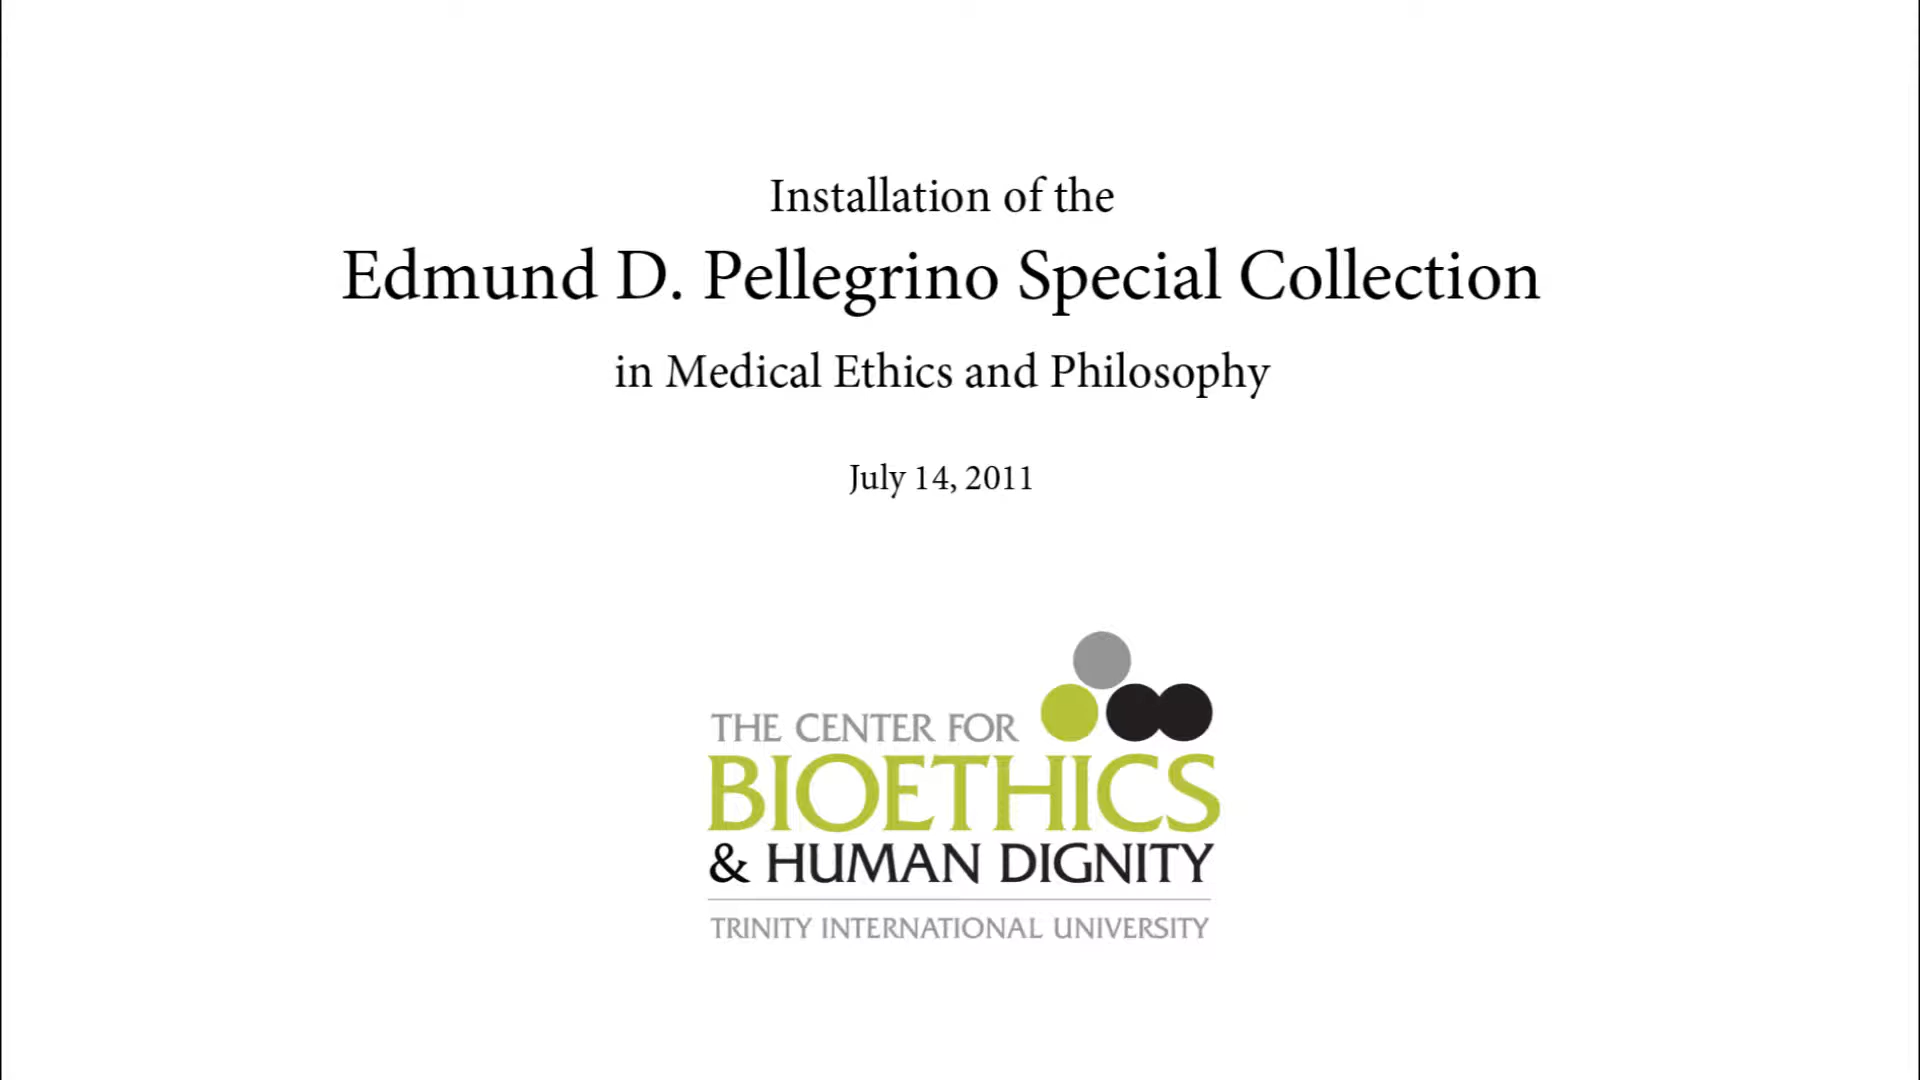 Installation of the
Edmund D. Pellegrino Special Collection
in Medical Ethics and Philosophy
July 14, 2011
THE CENTER FOR
BIOETHICS
& HUMAN DIGNITY
TRINITY INTERNATIONAL UNIVERSITY